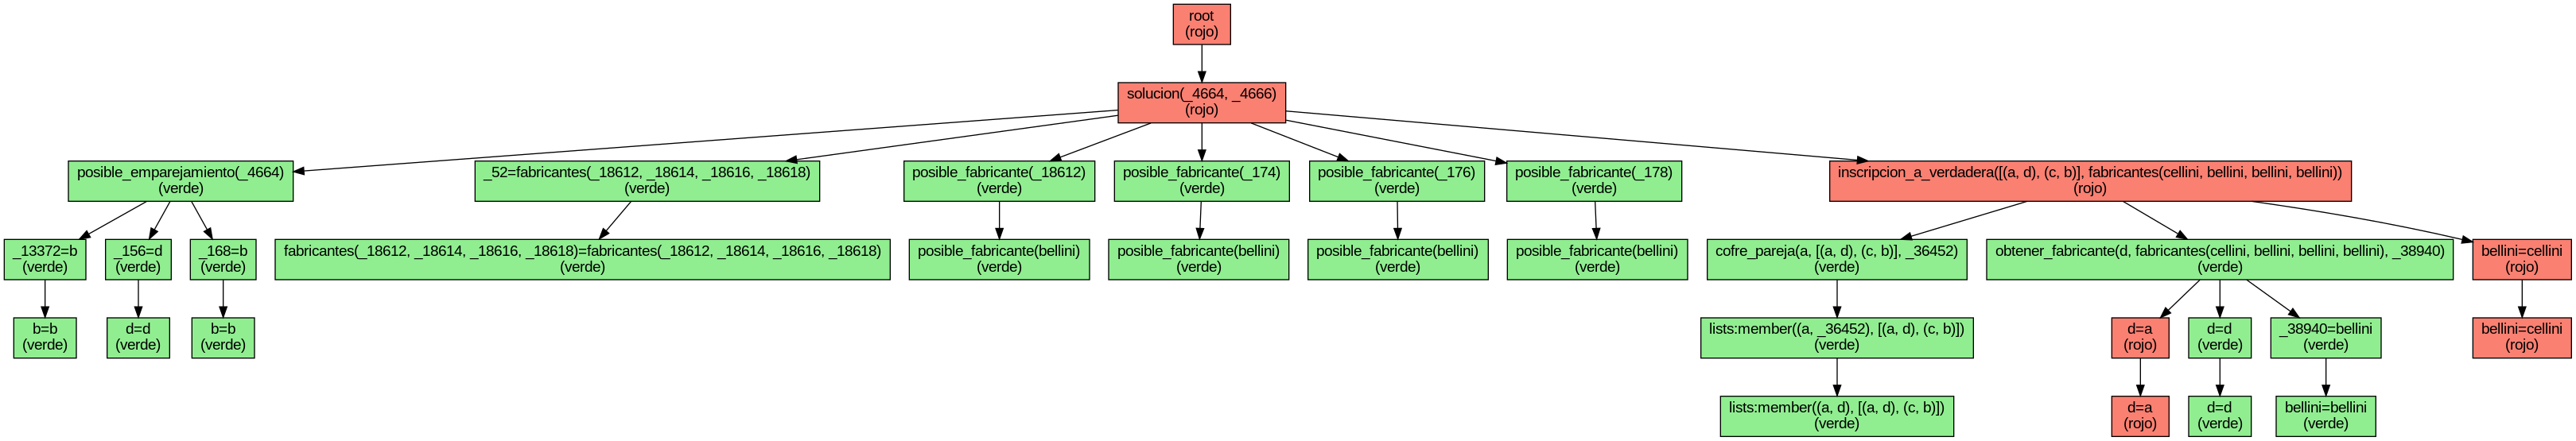 root
(rojo)
solucion(_4664, _4666)
(rojo)
posible_emparejamiento(_4664)
(verde)
_52=fabricantes(_18612, _18614, _18616, _18618)
(verde)
posible_fabricante(_18612)
(verde)
posible_fabricante(_174)
(verde)
posible_fabricante(_176)
(verde)
posible_fabricante(_178)
(verde)
inscripcion_a_verdadera([(a, d), (c, b)], fabricantes(cellini, bellini, bellini, bellini))
(rojo)
_13372=b
(verde)
_156=d
(verde)
_168=b
(verde)
fabricantes(_18612, _18614, _18616, _18618)=fabricantes(_18612, _18614, _18616, _18618)
(verde)
posible_fabricante(bellini)
(verde)
posible_fabricante(bellini)
(verde)
posible_fabricante(bellini)
(verde)
posible_fabricante(bellini)
(verde)
cofre_pareja(a, [(a, d), (c, b)], _36452)
(verde)
obtener_fabricante(d, fabricantes(cellini, bellini, bellini, bellini), _38940)
(verde)
bellini=cellini
(rojo)
b=b
(verde)
d=d
(verde)
b=b
(verde)
lists:member((a, _36452), [(a, d), (c, b)])
(verde)
d=a
(rojo)
d=d
(verde)
_38940=bellini
(verde)
bellini=cellini
(rojo)
lists:member((a, d), [(a, d), (c, b)])
(verde)
d=a
(rojo)
d=d
(verde)
bellini=bellini
(verde)